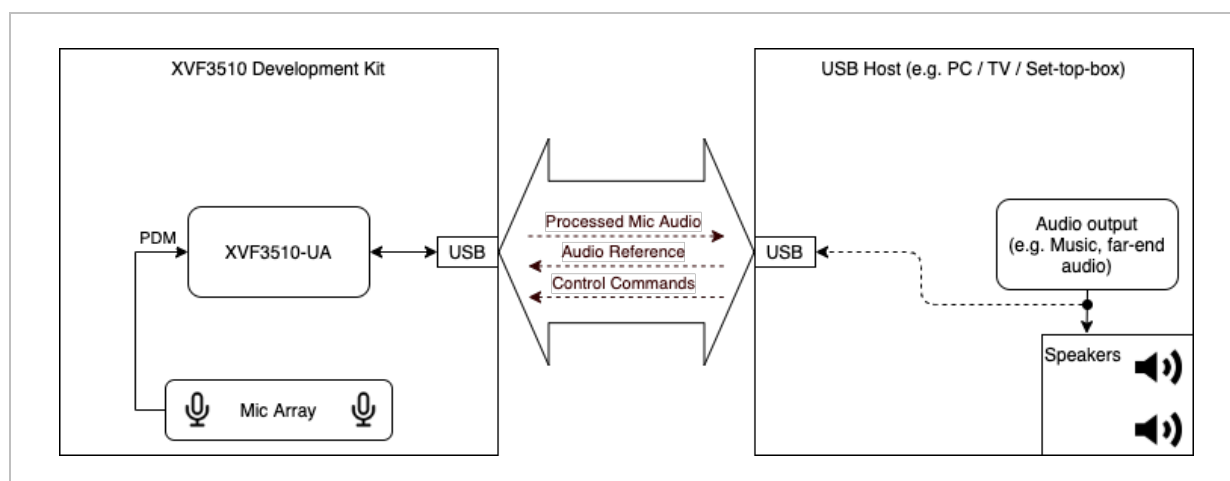 XVF3510 Development Kit
USB Host (e.g. PC / TV / Set-top-box)
PDM
XVF3510-UA
USB
Processed Mic Audio
Audio Reference
Control Commands
USB
Audio output
(e.g. Music, far-end
audio)
Speakers
Mic Array